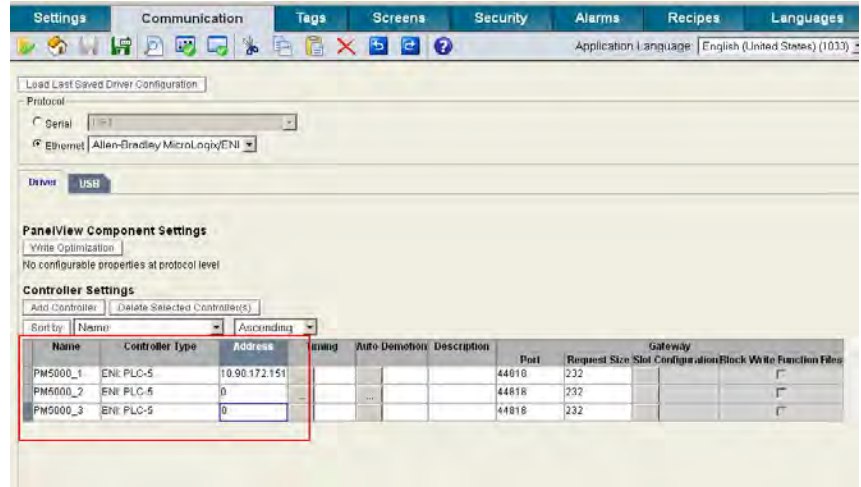 Settings Communication Tags Screens Security Alarms Recipes Languages
Application Language: English (United States) (1033)
Load Last Saved Driver Configuration
Protocol
Serial
Ethernet Allen-Bradley MicroLogix/ENI
Driver USB
PanelView Component Settings
Write Optimization
No configurable properties at protocol level
Controller Settings
Add Controller Delete Selected Controller(s)
Sort by Name Ascending
Name Controller Type Address Timing Auto-Demotion Description Gateway
Port Request Size Slot Configuration Block Write Function Files
PM5000_1 ENI: PLC-5 10.90.172.151 44818 232
PM5000_2 ENI: PLC-5 0 ... ... 44818 232
PM5000_3 ENI: PLC-5 0 44818 232